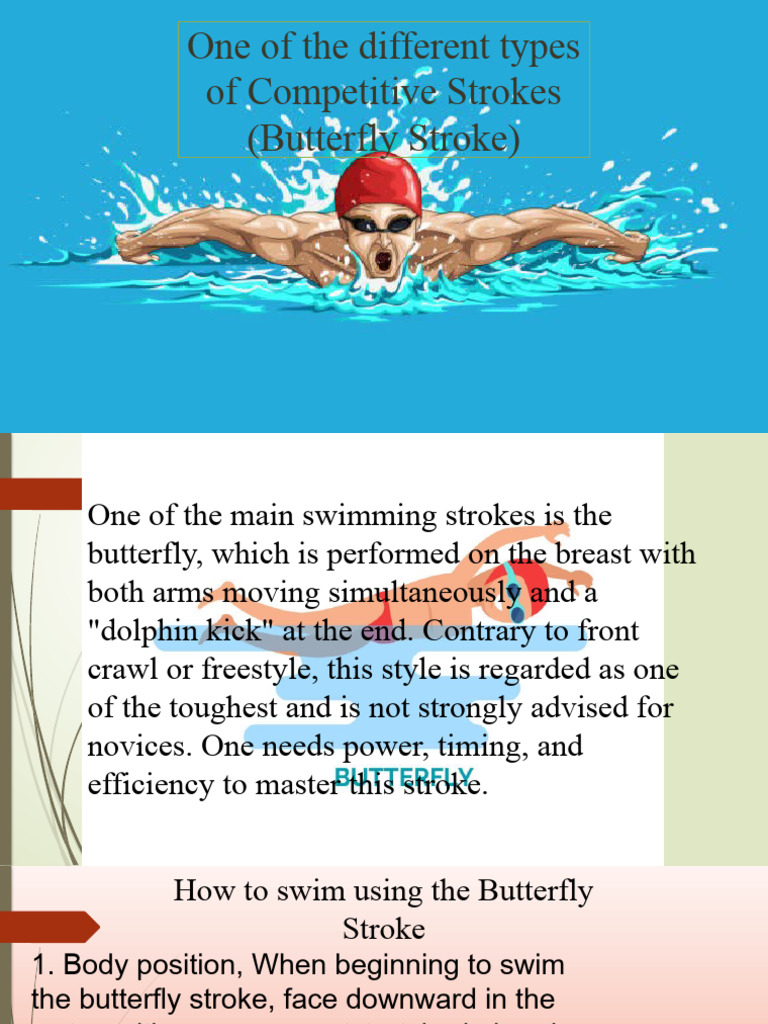 One of the different types
of Competitive Strokes
(Butterfly Stroke)
One of the main swimming strokes is the
butterfly, which is performed on the breast with
both arms moving simultaneously and a
"dolphin kick" at the end. Contrary to front
crawl or freestyle, this style is regarded as one
of the toughest and is not strongly advised for
novices. One needs power, timing, and
efficiency to master this stroke.
BUTTERFLY
How to swim using the Butterfly
Stroke
1. Body position, When beginning to swim
the butterfly stroke, face downward in the